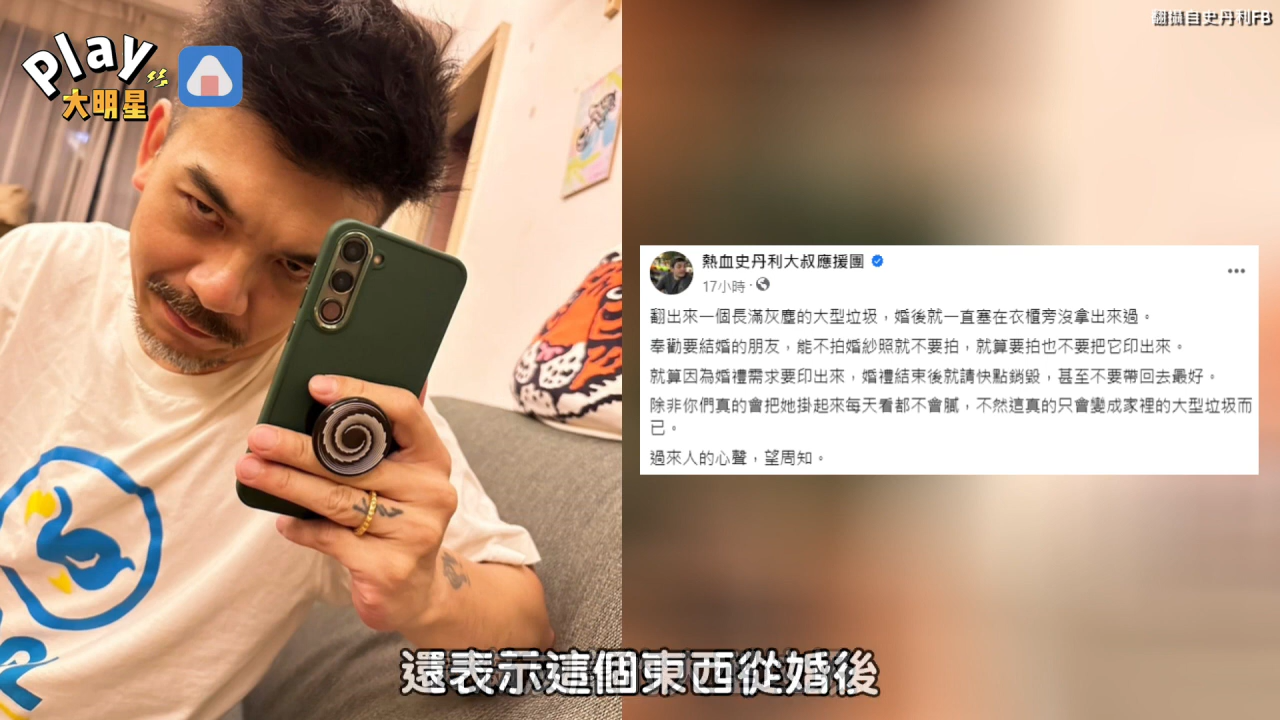 Play
大明星
翻攝自史丹利FB
熱血史丹利大叔應援團
17小時
翻出來一個長滿灰塵的大型垃圾，婚後就一直塞在衣櫃旁沒拿出來過。
奉勸要結婚的朋友，能不拍婚紗照就不要拍，就算要拍也不要把它印出來。
就算因為婚禮需求要印出來，婚禮結束後就請快點銷毀，甚至不要帶回去最好。
除非你們真的會把她掛起來每天看都不會膩，不然這真的只會變成家裡的大型垃圾而
已。
過來人的心聲，望周知。
還表示這個東西從婚後